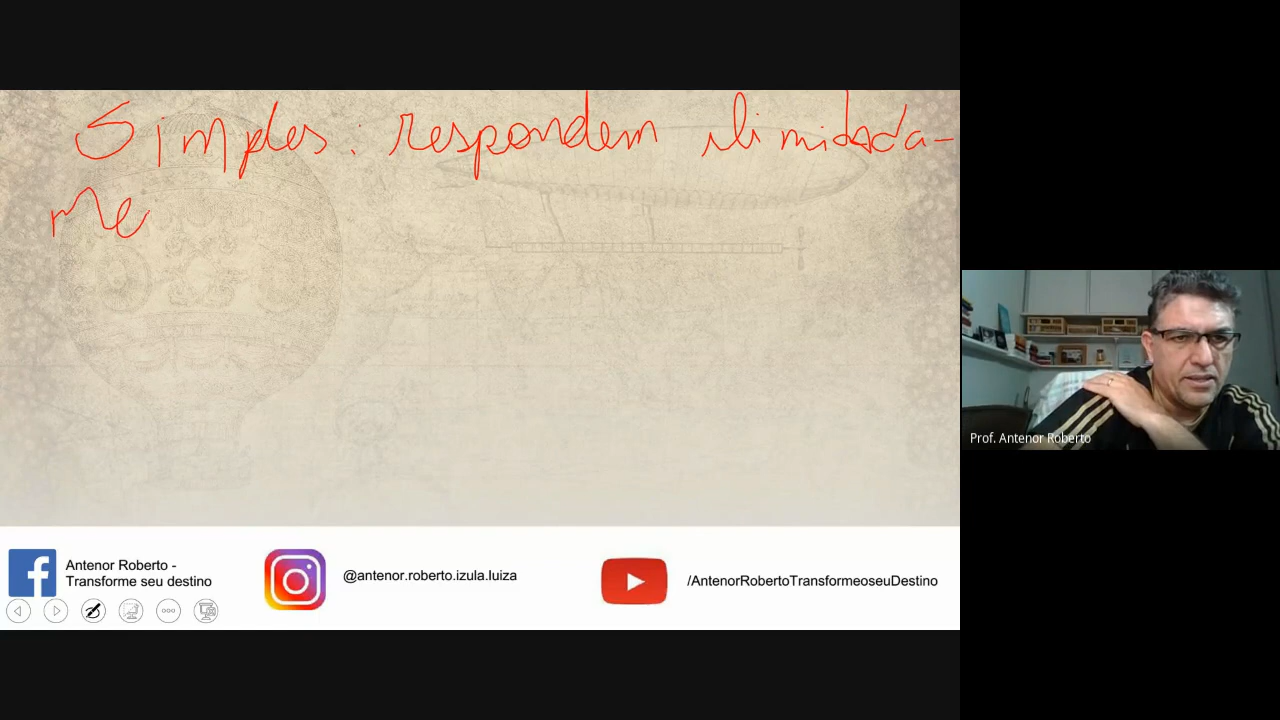 Simples: respondem ilimitada-
me
Prof. Antenor Roberto
Antenor Roberto -
Transforme seu destino
@antenor.roberto.izula.luiza
/AntenorRobertoTransformeoseuDestino